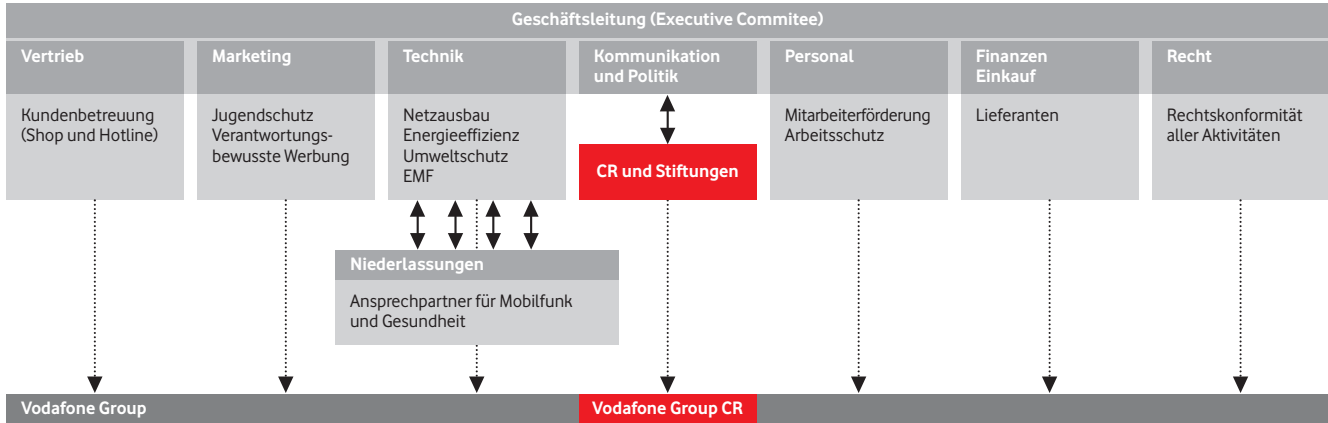 Geschäftsleitung (Executive Commitee)
Vertrieb
Kundenbetreuung
(Shop und Hotline)
Marketing
Jugendschutz
Verantwortungs-
bewusste Werbung
Technik
Netzausbau
Energieeffizienz
Umweltschutz
EMF
Kommunikation
und Politik
CR und Stiftungen
Personal
Mitarbeiterförderung
Arbeitsschutz
Finanzen
Einkauf
Lieferanten
Recht
Rechtskonformität
aller Aktivitäten
Niederlassungen
Ansprechpartner für Mobilfunk
und Gesundheit
Vodafone Group
Vodafone Group CR